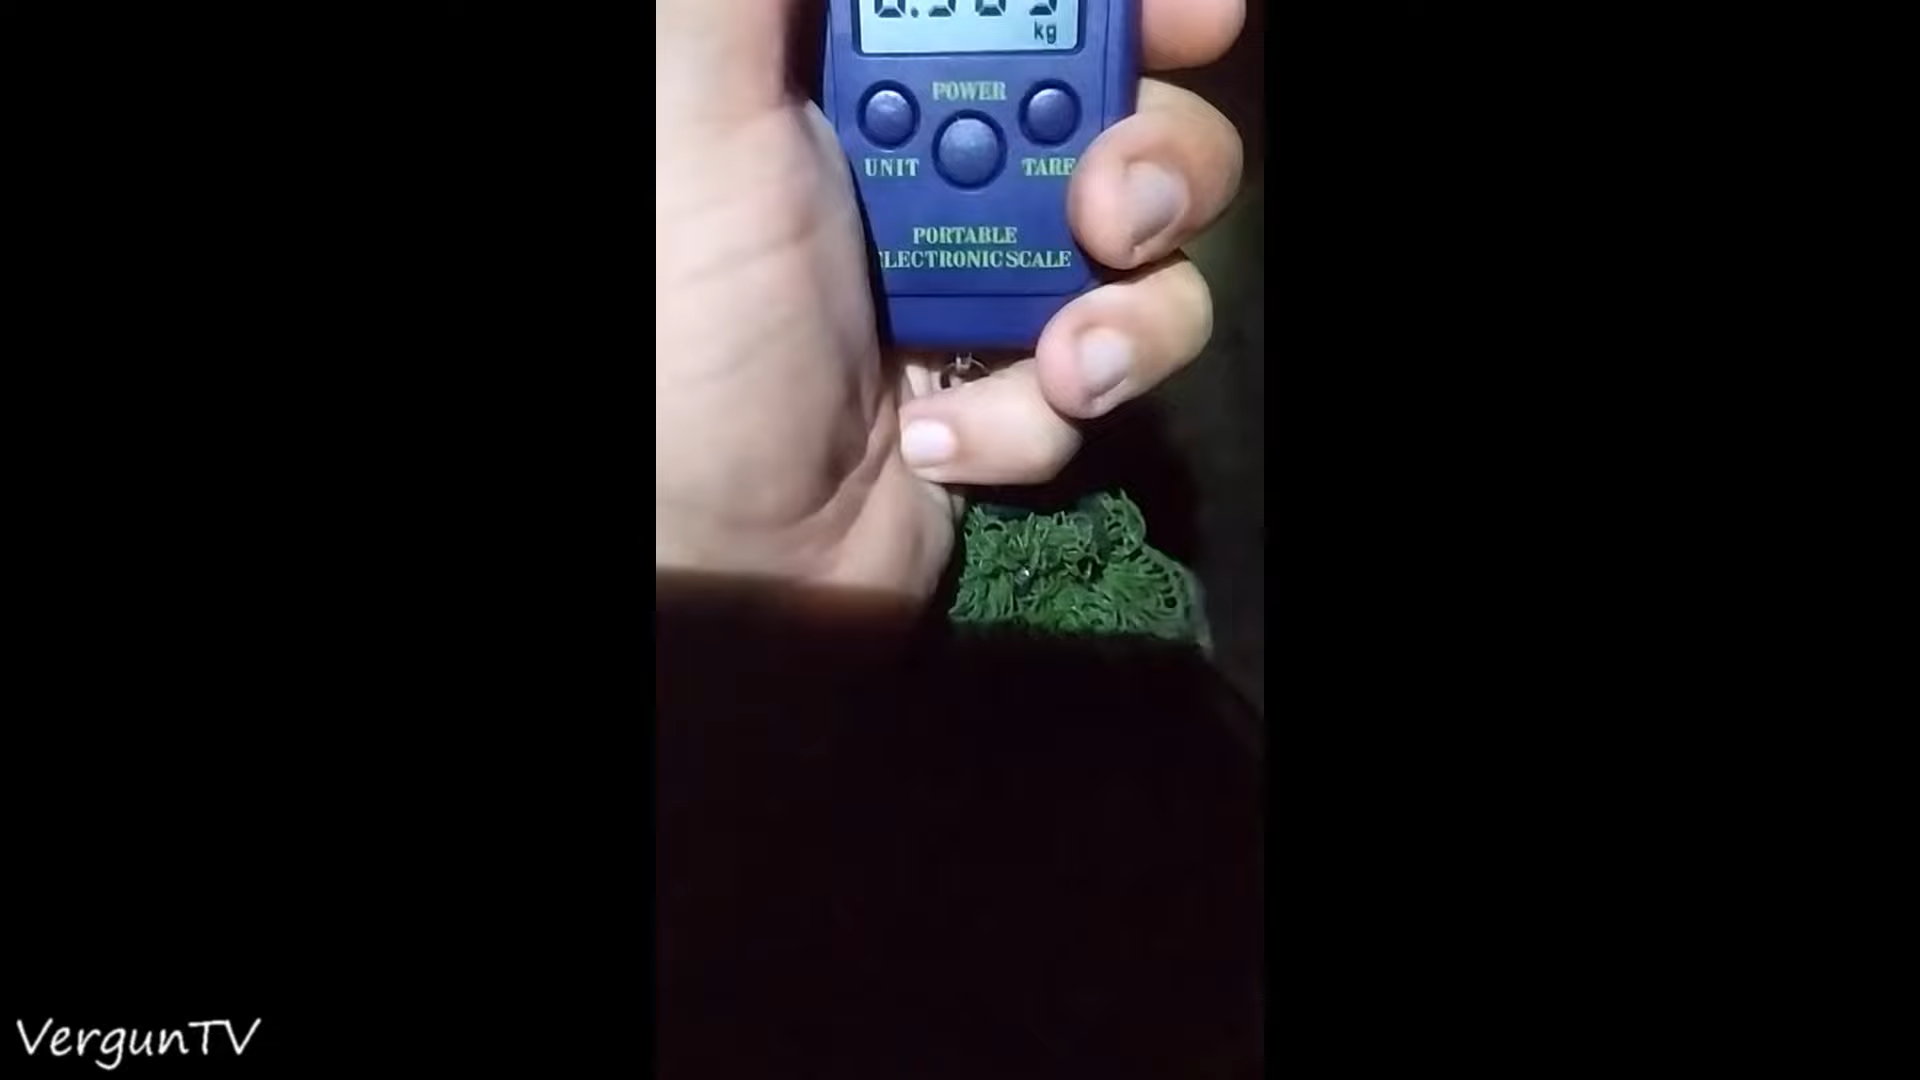 kg
POWER
UNIT
TARE
PORTABLE
ELECTRONIC SCALE
VergunTV